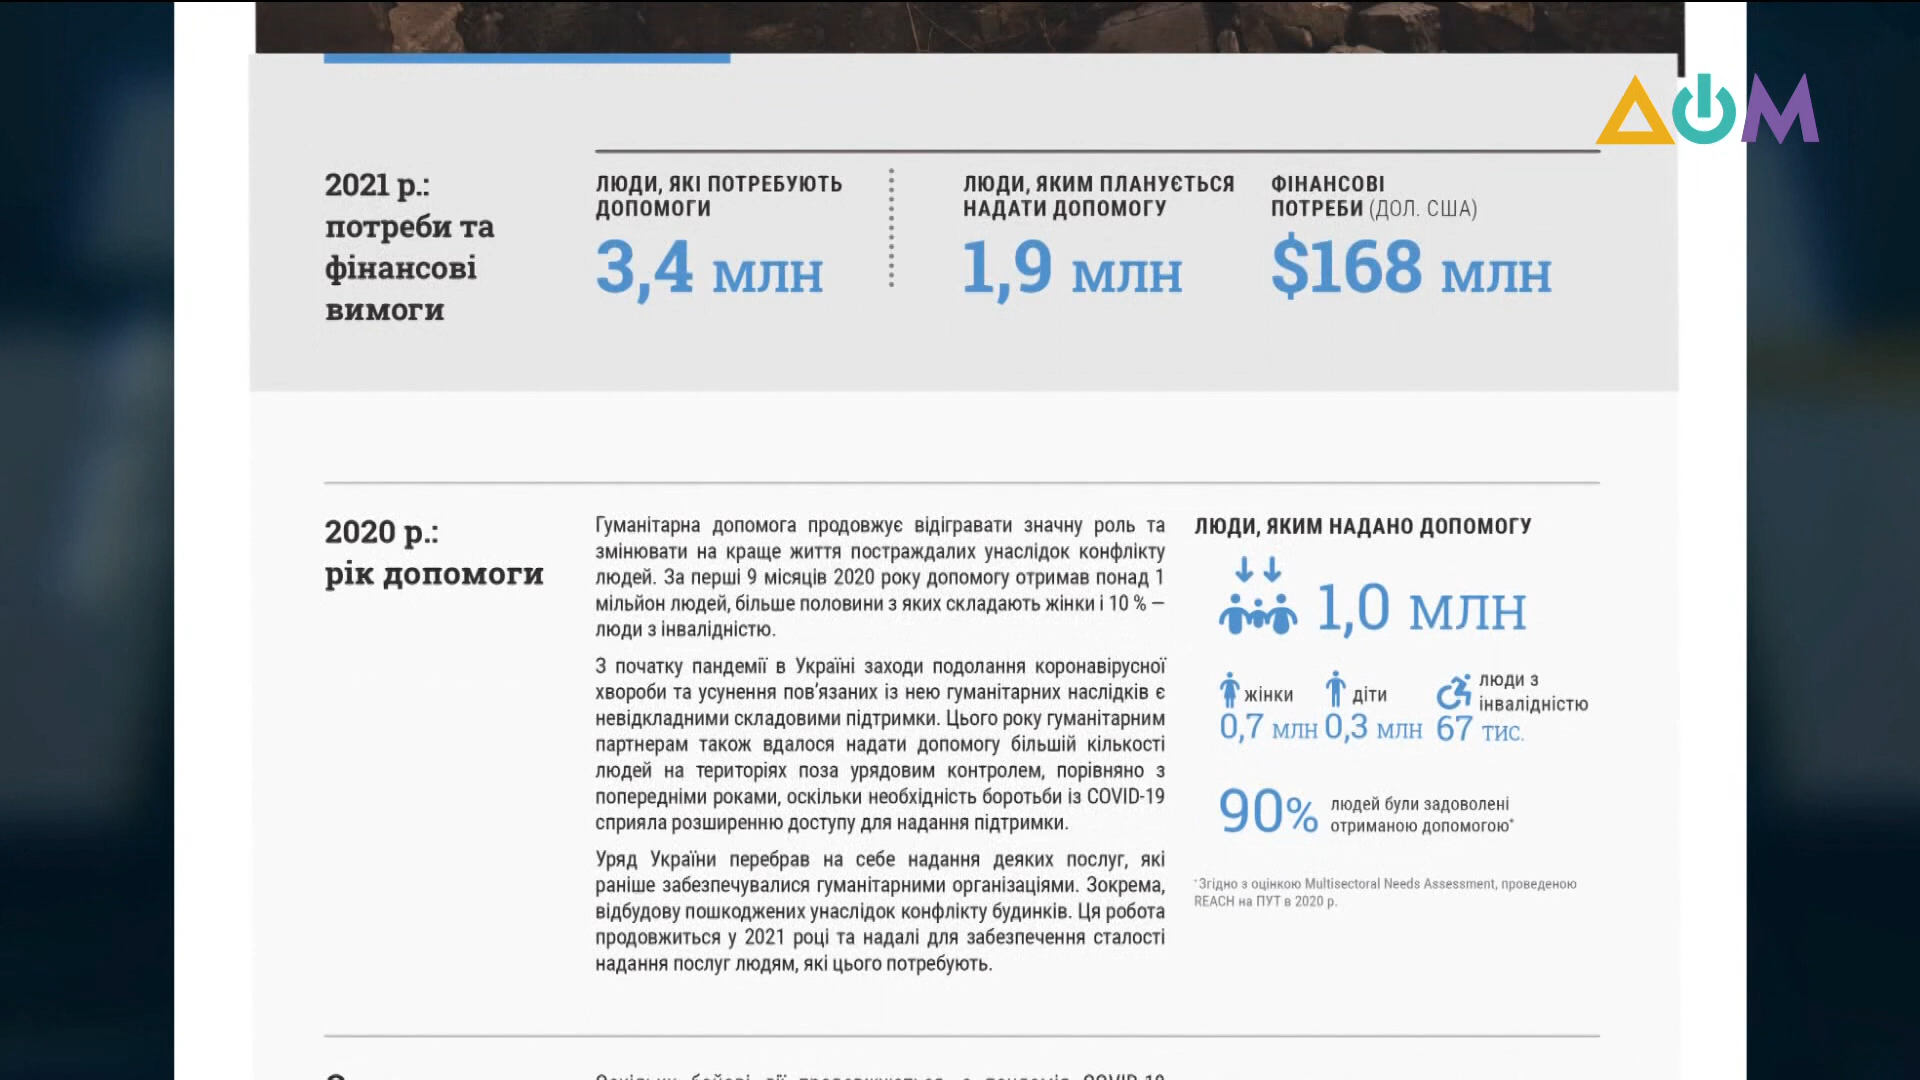 ДОМ
2021 р.:
потреби та
фінансові
вимоги
ЛЮДИ, ЯКІ ПОТРЕБУЮТЬ
ДОПОМОГИ
3,4 млн
ЛЮДИ, ЯКИМ ПЛАНУЄТЬСЯ
НАДАТИ ДОПОМОГУ
1,9 млн
ФІНАНСОВІ
ПОТРЕБИ (ДОЛ. США)
$168 млн
2020 р.:
рік допомоги
Гуманітарна допомога продовжує відігравати значну роль та
змінювати на краще життя постраждалих унаслідок конфлікту
людей. За перші 9 місяців 2020 року допомогу отримав понад 1
мільйон людей, більше половини з яких складають жінки і 10 % —
люди з інвалідністю.
З початку пандемії в Україні заходи подолання коронавірусної
хвороби та усунення пов’язаних із нею гуманітарних наслідків є
невідкладними складовими підтримки. Цього року гуманітарним
партнерам також вдалося надати допомогу більшій кількості
людей на територіях поза урядовим контролем, порівняно з
попередніми роками, оскільки необхідність боротьби із COVID-19
сприяла розширенню доступу для надання підтримки.
Уряд України перебрав на себе надання деяких послуг, які
раніше забезпечувалися гуманітарними організаціями. Зокрема,
відбудову пошкоджених унаслідок конфлікту будинків. Ця робота
продовжиться у 2021 році та надалі для забезпечення сталості
надання послуг людям, які цього потребують.
ЛЮДИ, ЯКИМ НАДАНО ДОПОМОГУ
1,0 млн
жінки
0,7 млн
діти
0,3 млн
люди з
інвалідністю
67 тис.
90% людей були задоволені
отриманою допомогою*
*Згідно з оцінкою Multisectoral Needs Assessment, проведеною
REACH на ПУТ в 2020 р.